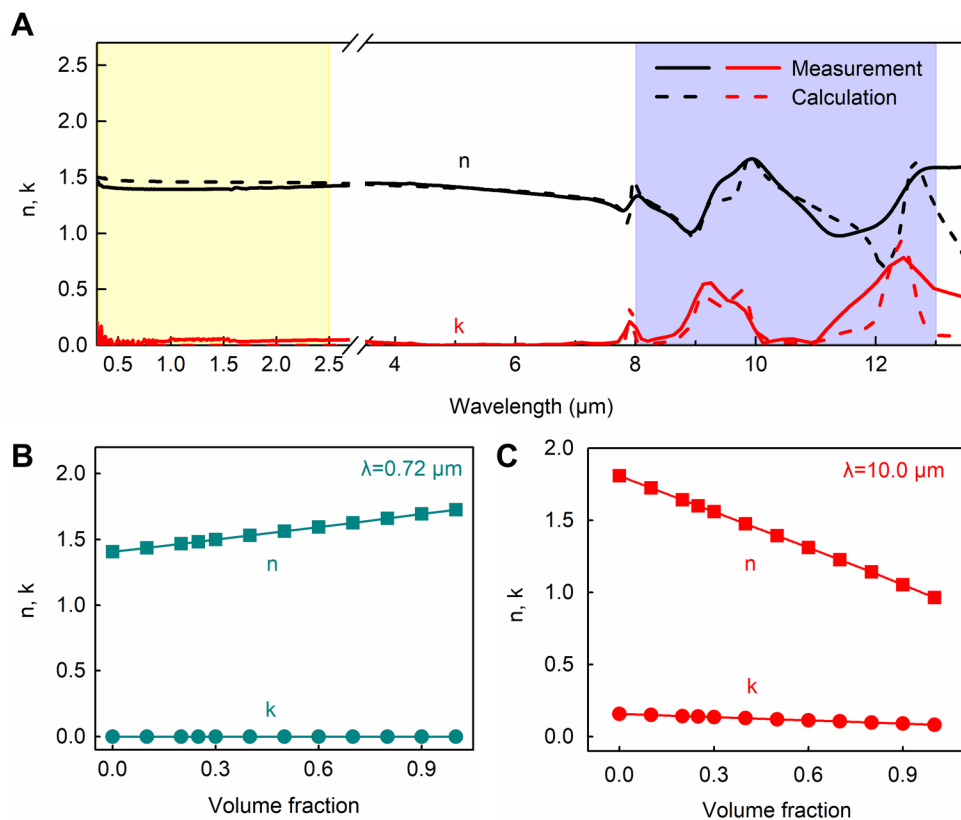 A
n, k
2.5
2.0
1.5
1.0
0.5
0.0
n
k
Measurement
Calculation
0.5 1.0 1.5 2.0 2.5 4 6 8 10 12
Wavelength (μm)
B
n, k
2.0
1.5
1.0
0.5
0.0
λ=0.72 μm
n
k
0.0 0.3 0.6 0.9
Volume fraction
C
n, k
2.0
1.5
1.0
0.5
0.0
λ=10.0 μm
n
k
0.0 0.3 0.6 0.9
Volume fraction